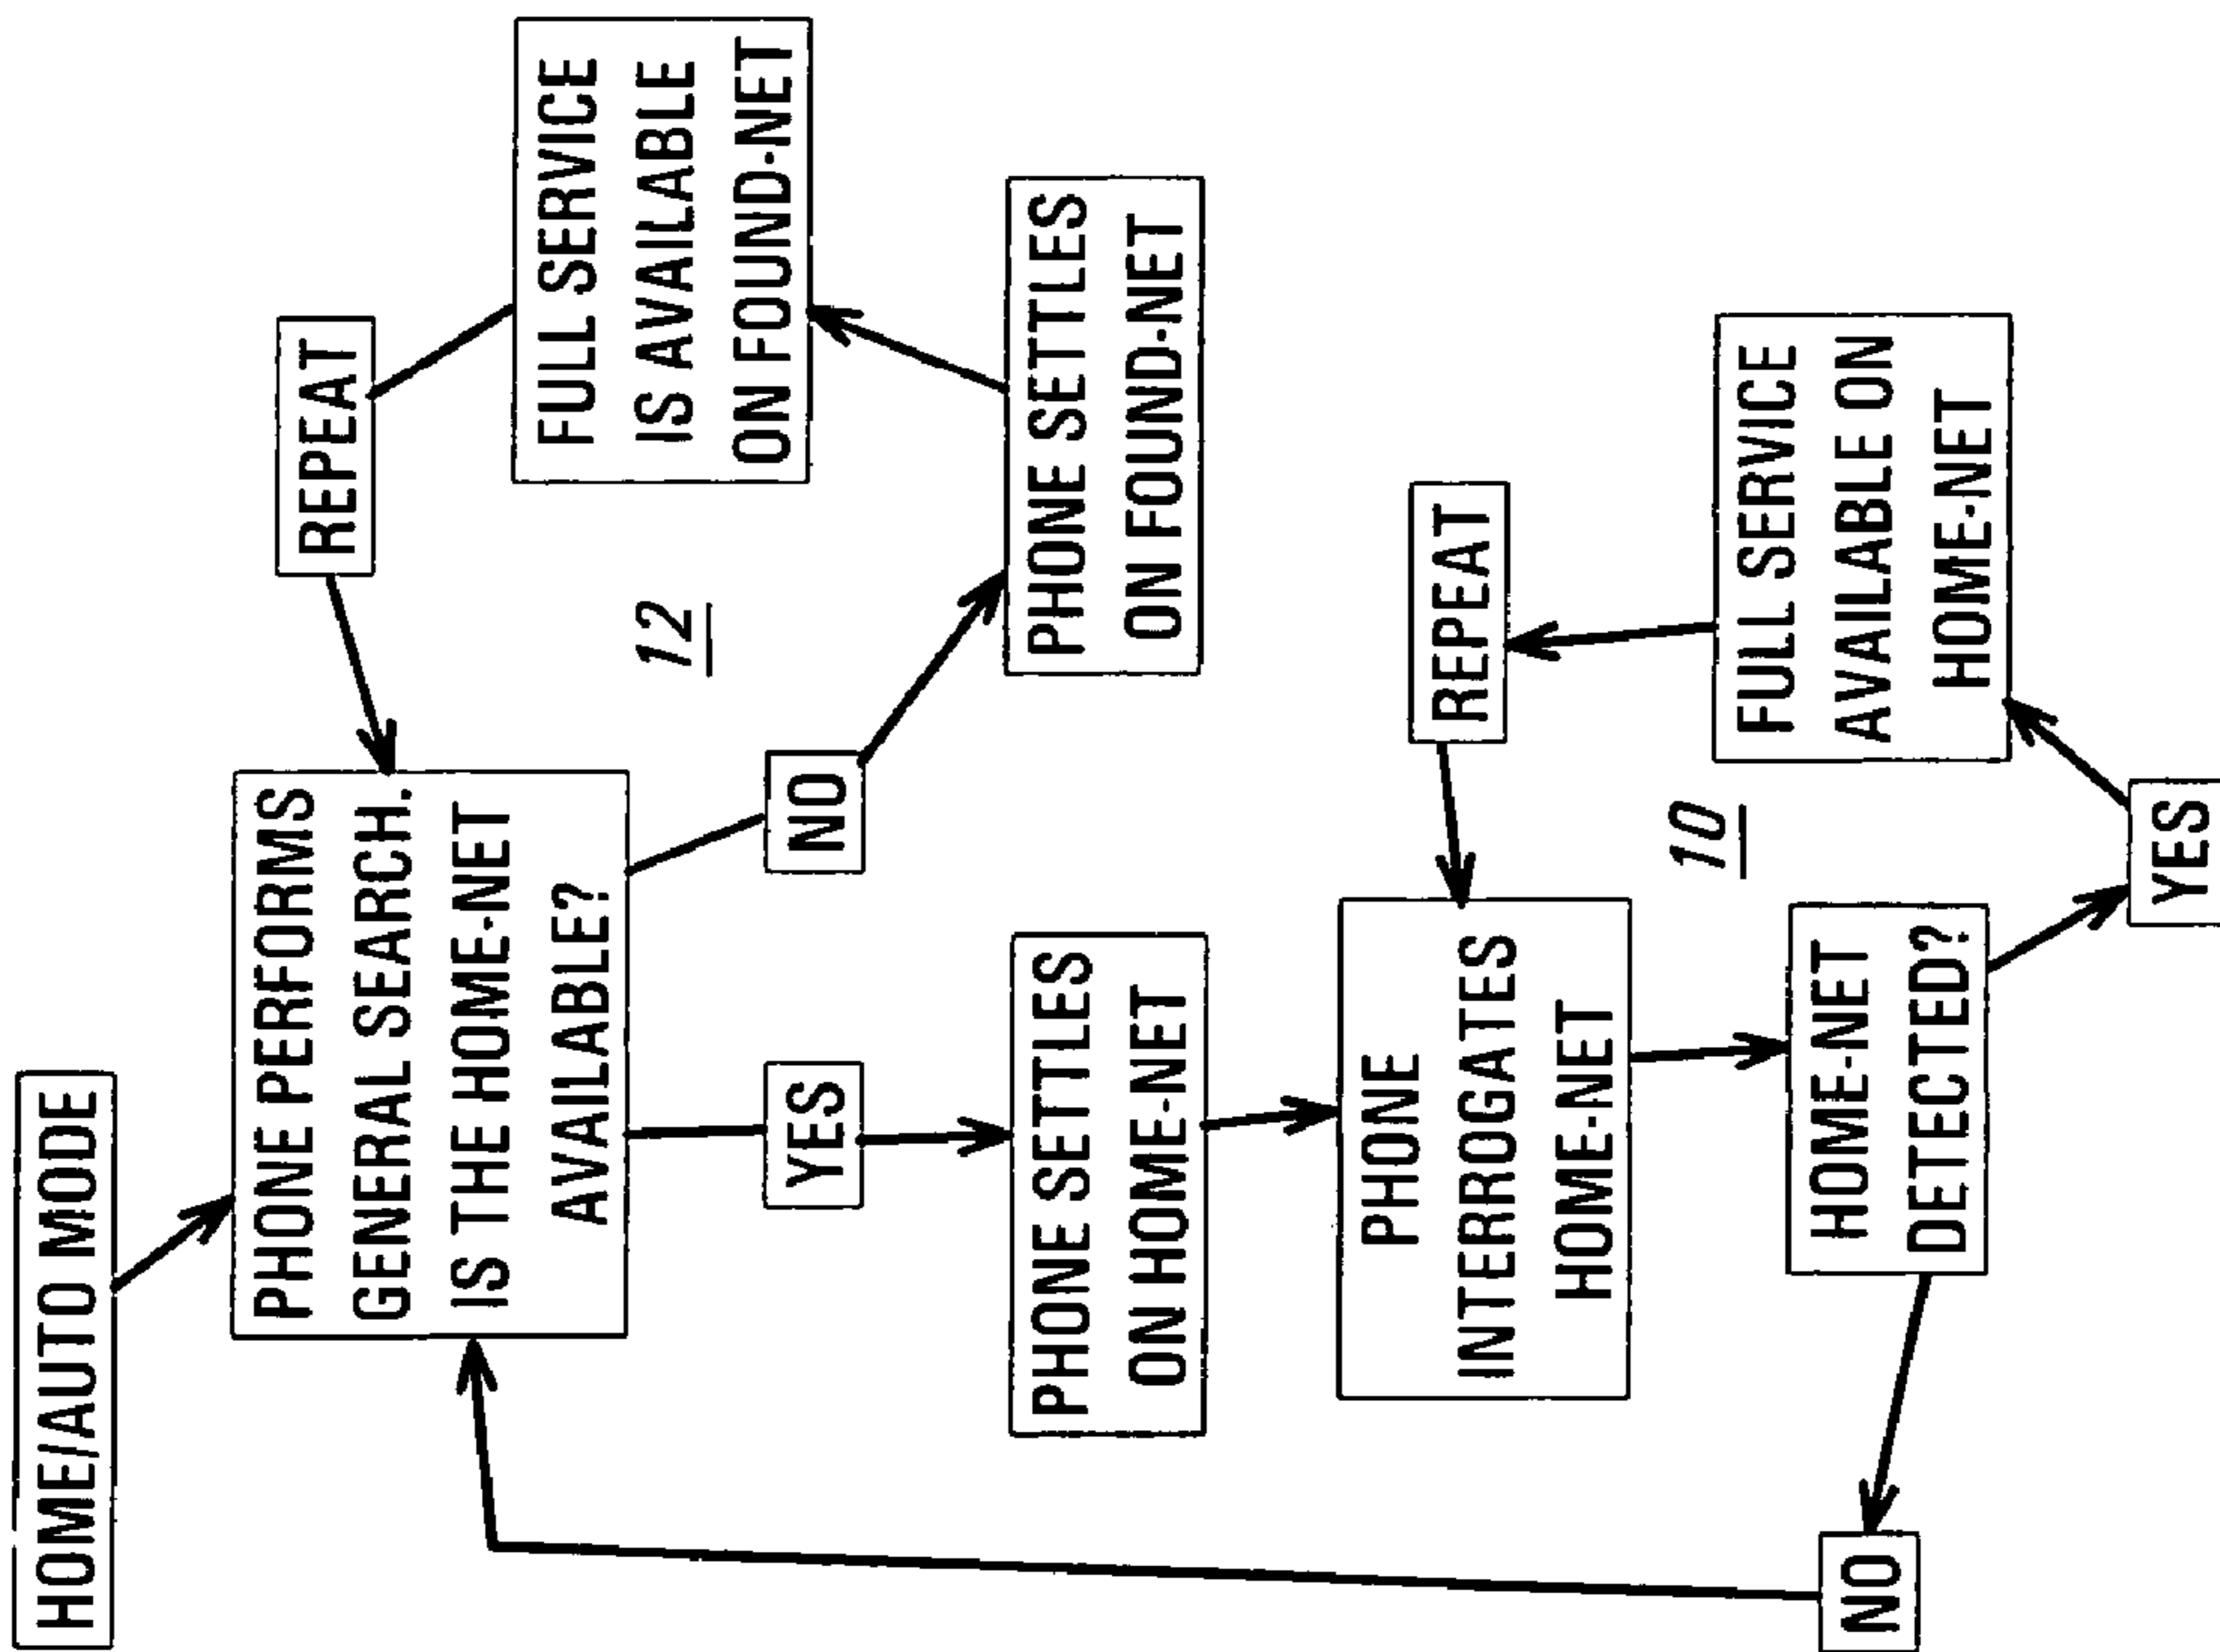 HOME/AUTO MODE
PHONE PERFORMS
GENERAL SEARCH.
IS THE HOME-NET
AVAILABLE?
REPEAT
FULL SERVICE
IS AVAILABLE
ON FOUND-NET
12
NO
PHONE SETTLES
ON FOUND-NET
YES
PHONE SETTLES
ON HOME-NET
PHONE
INTERROGATES
HOME-NET
REPEAT
10
FULL SERVICE
AVAILABLE ON
HOME-NET
HOME-NET
DETECTED?
YES
NO